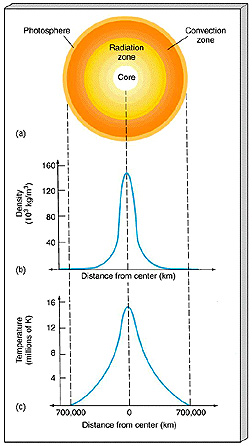 Photosphere
Convection
zone
Radiation
zone
Core
(a)
160
120
80
40
Density
(10³ kg/m³)
(b)
Distance from center (km)
16
12
8
4
Temperature
(millions of K)
(c)
700,000
0
700,000
Distance from center (km)